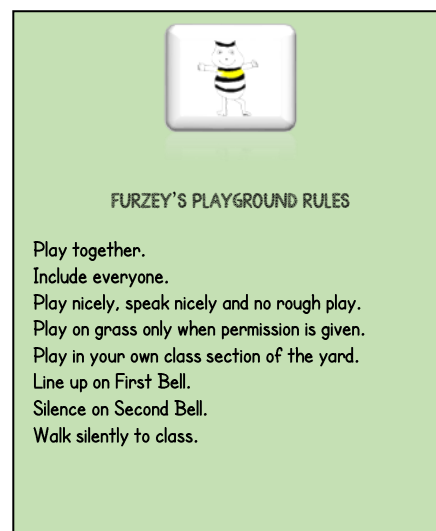 FURZEY'S PLAYGROUND RULES
Play together.
Include everyone.
Play nicely, speak nicely and no rough play.
Play on grass only when permission is given.
Play in your own class section of the yard.
Line up on First Bell.
Silence on Second Bell.
Walk silently to class.